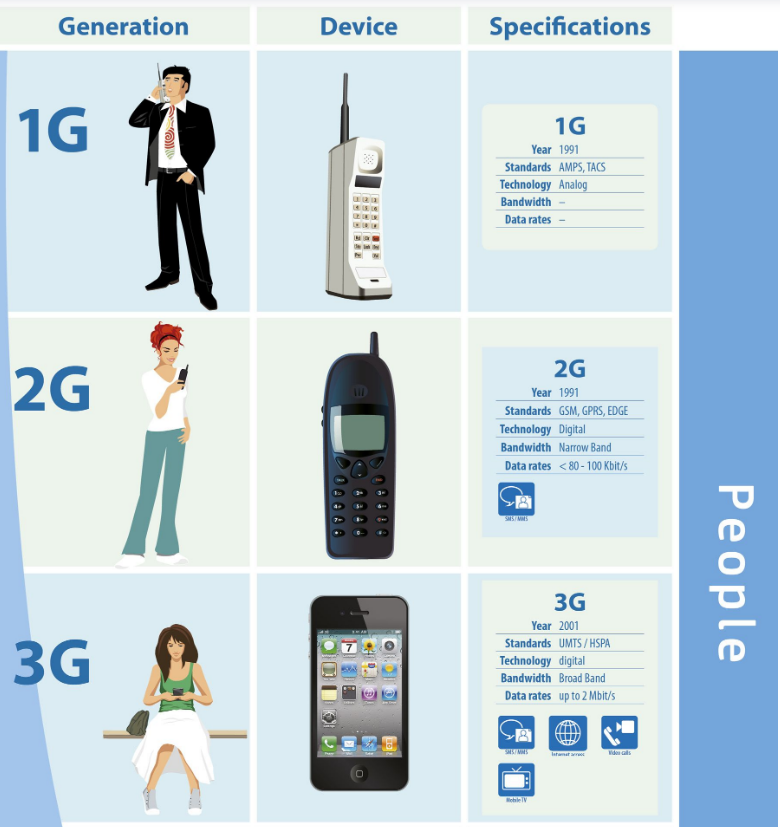 Generation Device Specifications
1G
1G
Year 1991
Standards AMPS, TACS
Technology Analog
Bandwidth –
Data rates –
2G
2G
Year 1991
Standards GSM, GPRS, EDGE
Technology Digital
Bandwidth Narrow Band
Data rates < 80 - 100 Kbit/s
SMS / MMS
3G
3G
Year 2001
Standards UMTS / HSPA
Technology digital
Bandwidth Broad Band
Data rates up to 2 Mbit/s
SMS / MMS Internet access Video calls
Mobile TV
People